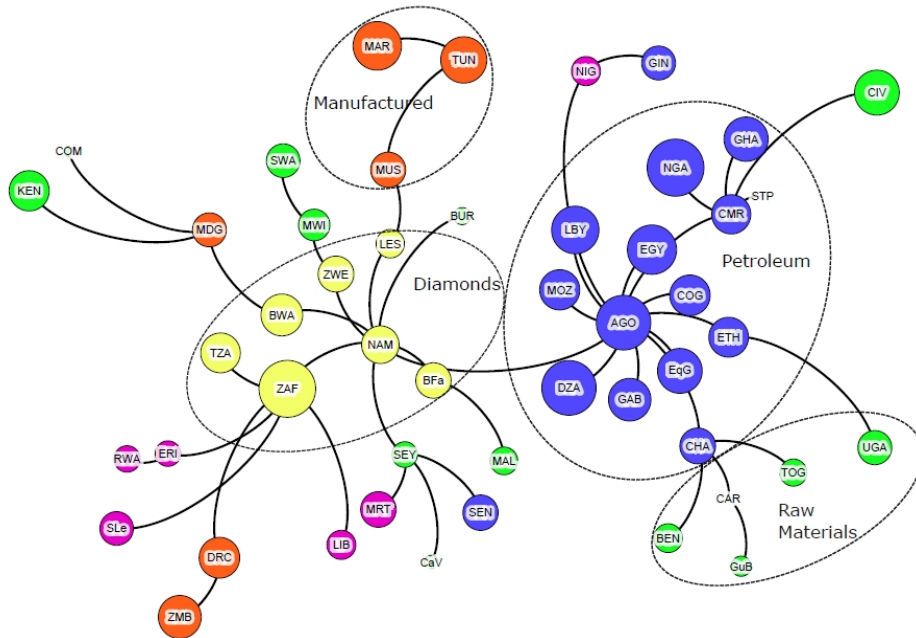 MAR
TUN
NIG
GIN
CIV
Manufactured
GHA
COM
SWA
MUS
NGA
KEN
STP
MDG
MWI
BUR
CMR
LBY
LES
EGY
ZWE
Diamonds
Petroleum
MOZ
COG
BWA
AGO
ETH
NAM
TZA
ZAF
BFa
EqG
DZA
GAB
RWA
ERI
SEY
MAL
CHA
UGA
TOG
CAR
Raw
Materials
MRT
SEN
SLe
LIB
BEN
DRC
CaV
GuB
ZMB